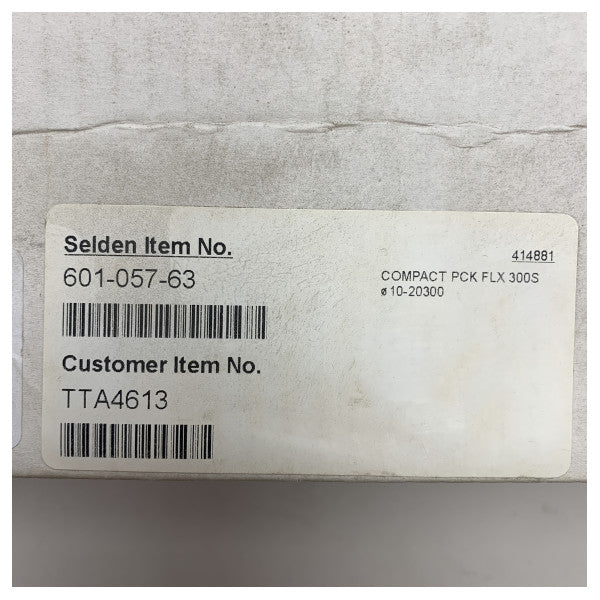 Selden Item No.
601-057-63
414881
COMPACT PCK FLX 300S
ø 10-20300
Customer Item No.
TTA4613